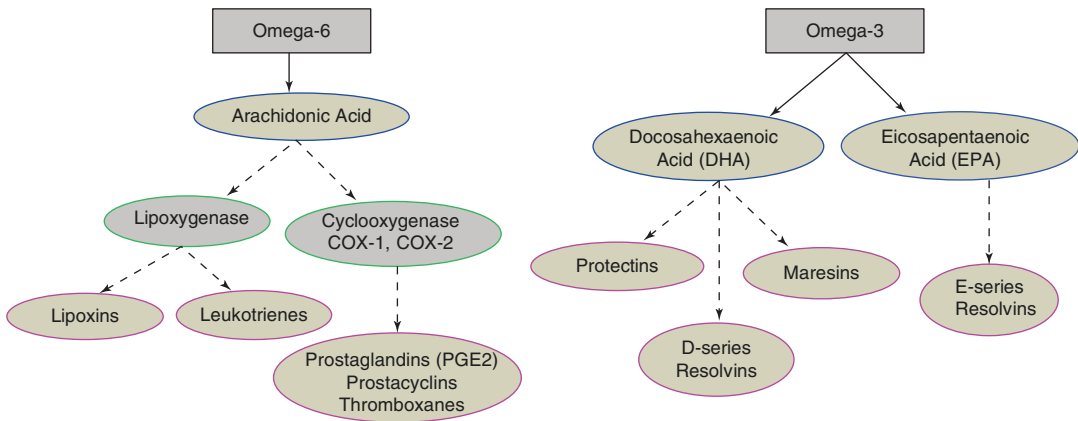 Omega-6
Arachidonic Acid
Lipoxygenase
Cyclooxygenase
COX-1, COX-2
Lipoxins
Leukotrienes
Prostaglandins (PGE2)
Prostacyclins
Thromboxanes
Omega-3
Docosahexaenoic
Acid (DHA)
Eicosapentaenoic
Acid (EPA)
Protectins
Maresins
D-series
Resolvins
E-series
Resolvins